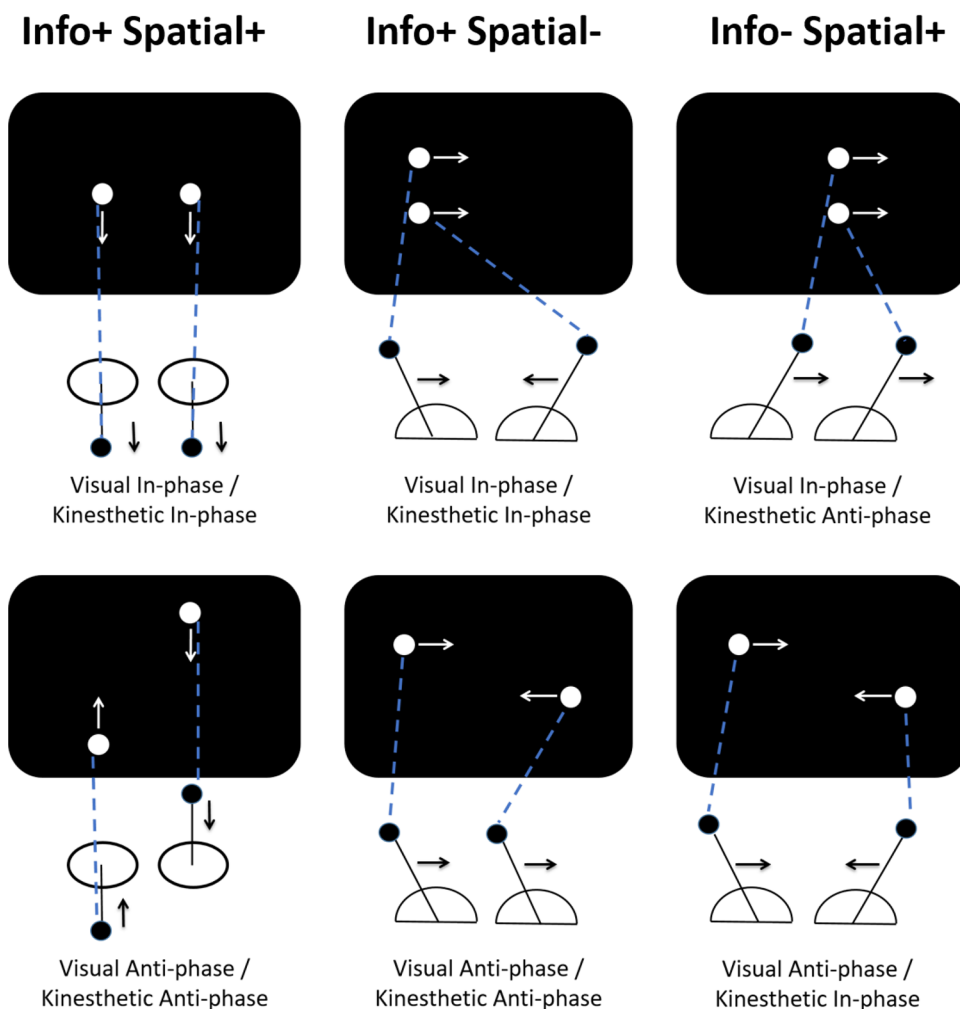 Info+ Spatial+
Info+ Spatial-
Info- Spatial+
Visual In-phase /
Kinesthetic In-phase
Visual In-phase /
Kinesthetic In-phase
Visual In-phase /
Kinesthetic Anti-phase
Visual Anti-phase /
Kinesthetic Anti-phase
Visual Anti-phase /
Kinesthetic Anti-phase
Visual Anti-phase /
Kinesthetic In-phase